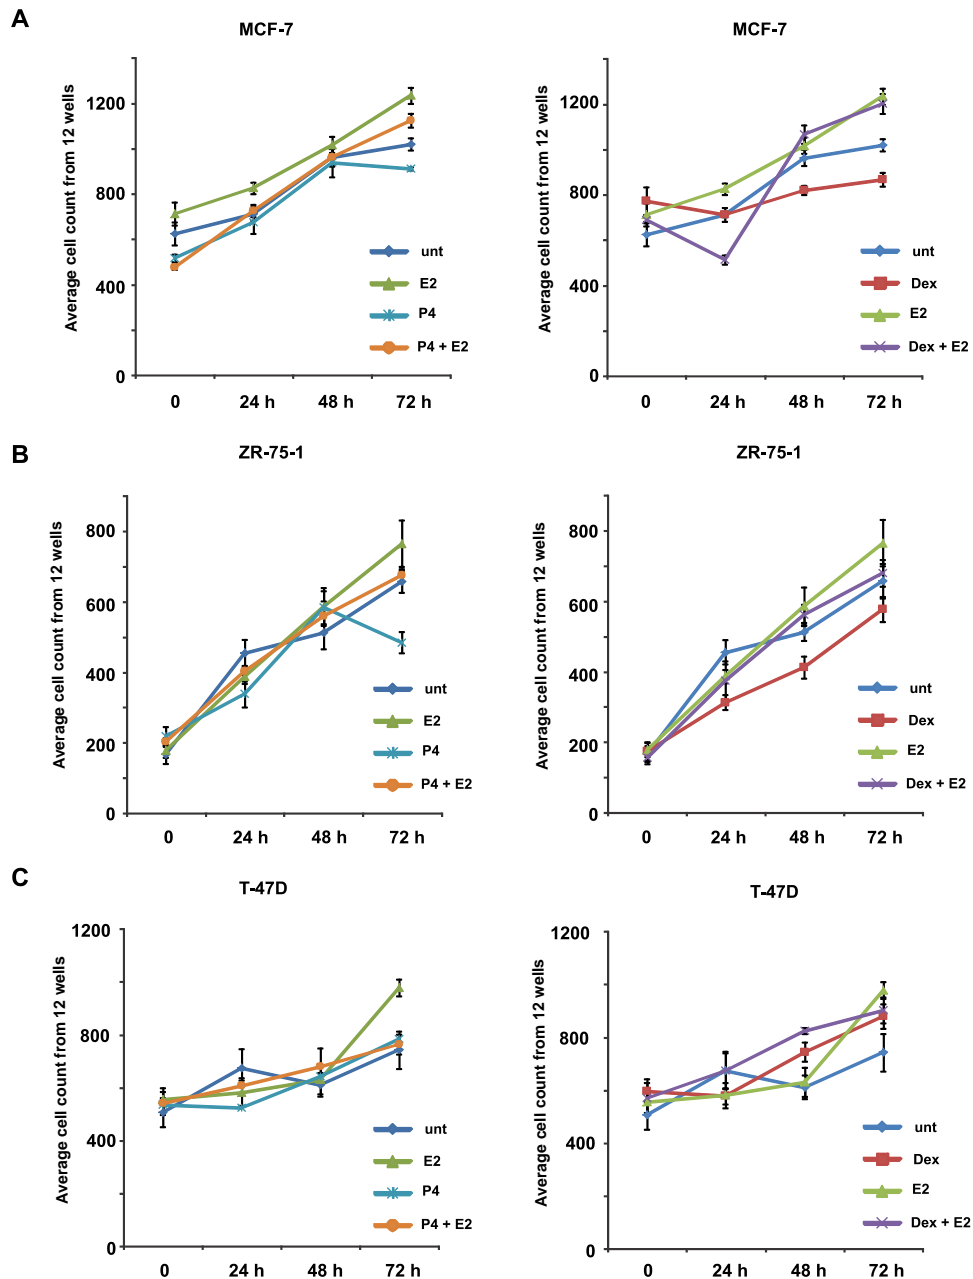 A
MCF-7
Average cell count from 12 wells
1200
800
400
0
0 24 h 48 h 72 h
unt
E2
P4
P4 + E2
MCF-7
Average cell count from 12 wells
1200
800
400
0
0 24 h 48 h 72 h
unt
Dex
E2
Dex + E2
B
ZR-75-1
Average cell count from 12 wells
800
600
400
200
0
0 24 h 48 h 72 h
unt
E2
P4
P4 + E2
ZR-75-1
Average cell count from 12 wells
800
600
400
200
0
0 24 h 48 h 72 h
unt
Dex
E2
Dex + E2
C
T-47D
Average cell count from 12 wells
1200
800
400
0
0 24 h 48 h 72 h
unt
E2
P4
P4 + E2
T-47D
Average cell count from 12 wells
1200
800
400
0
0 24 h 48 h 72 h
unt
Dex
E2
Dex + E2